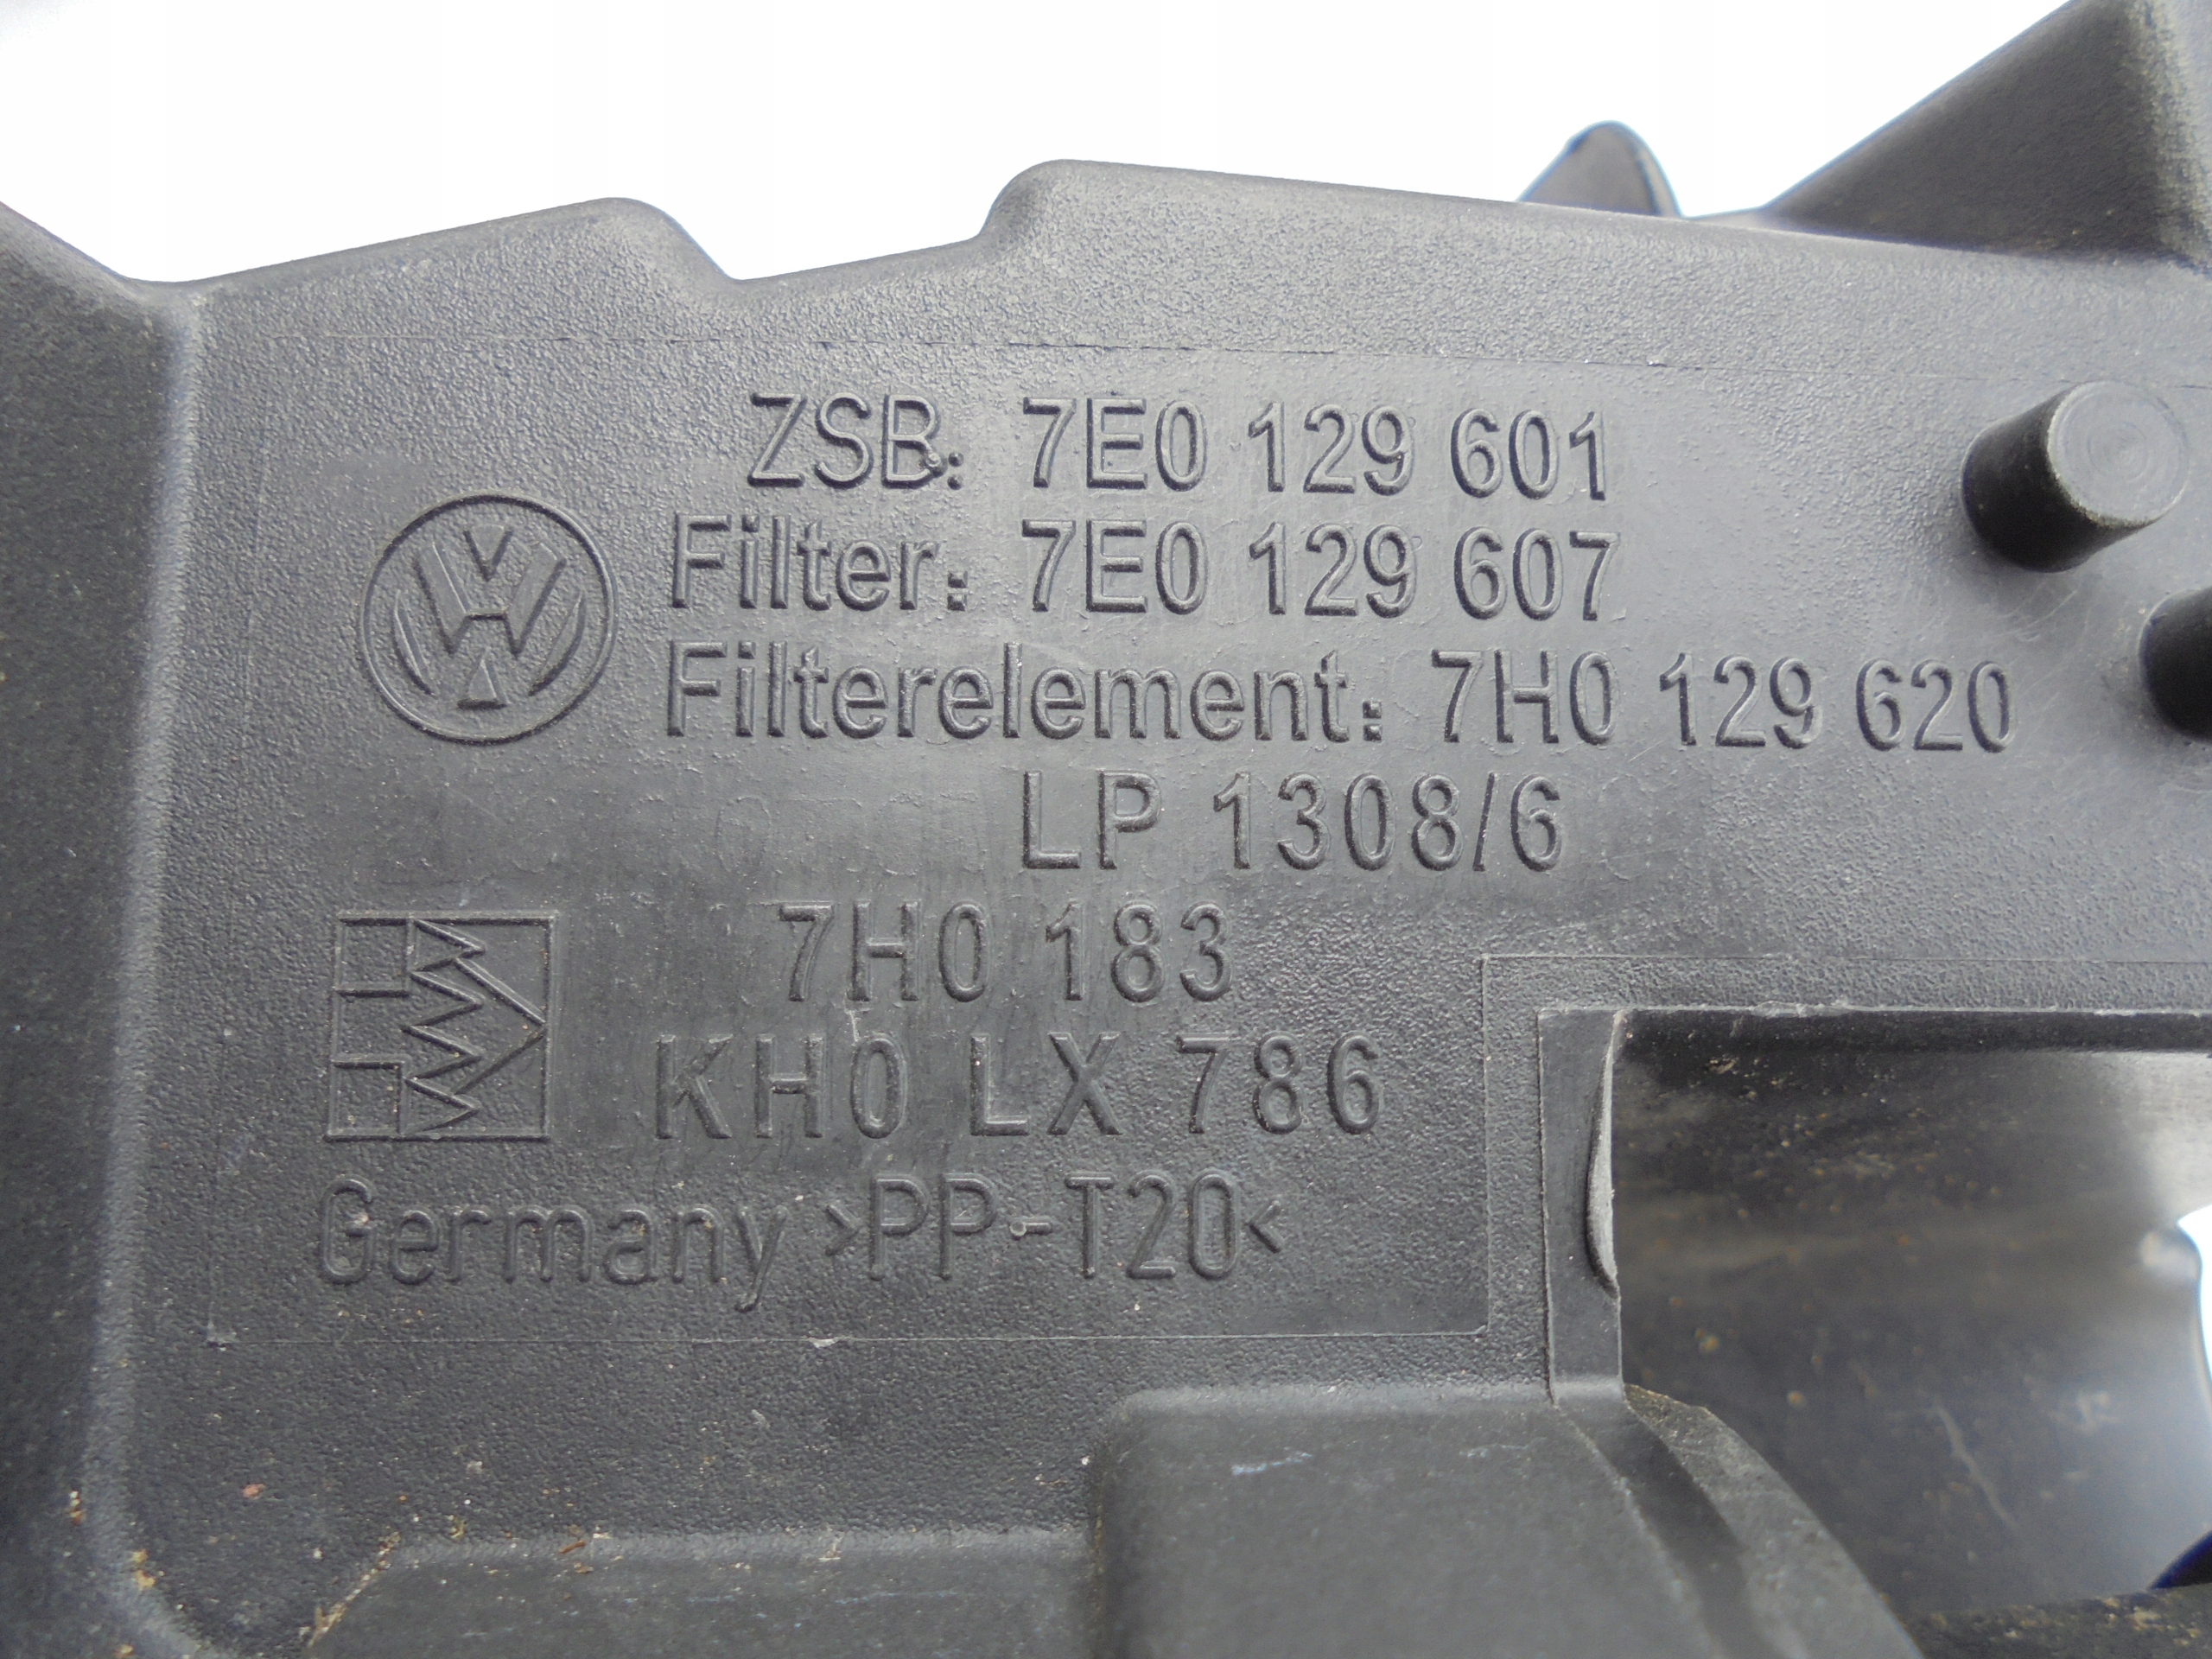 ZSB: 7E0 129 601
Filter: 7E0 129 607
Filterelement: 7H0 129 620
LP 1308/6
7H0 183
KH0 LX 786
Germany >PP-T20<